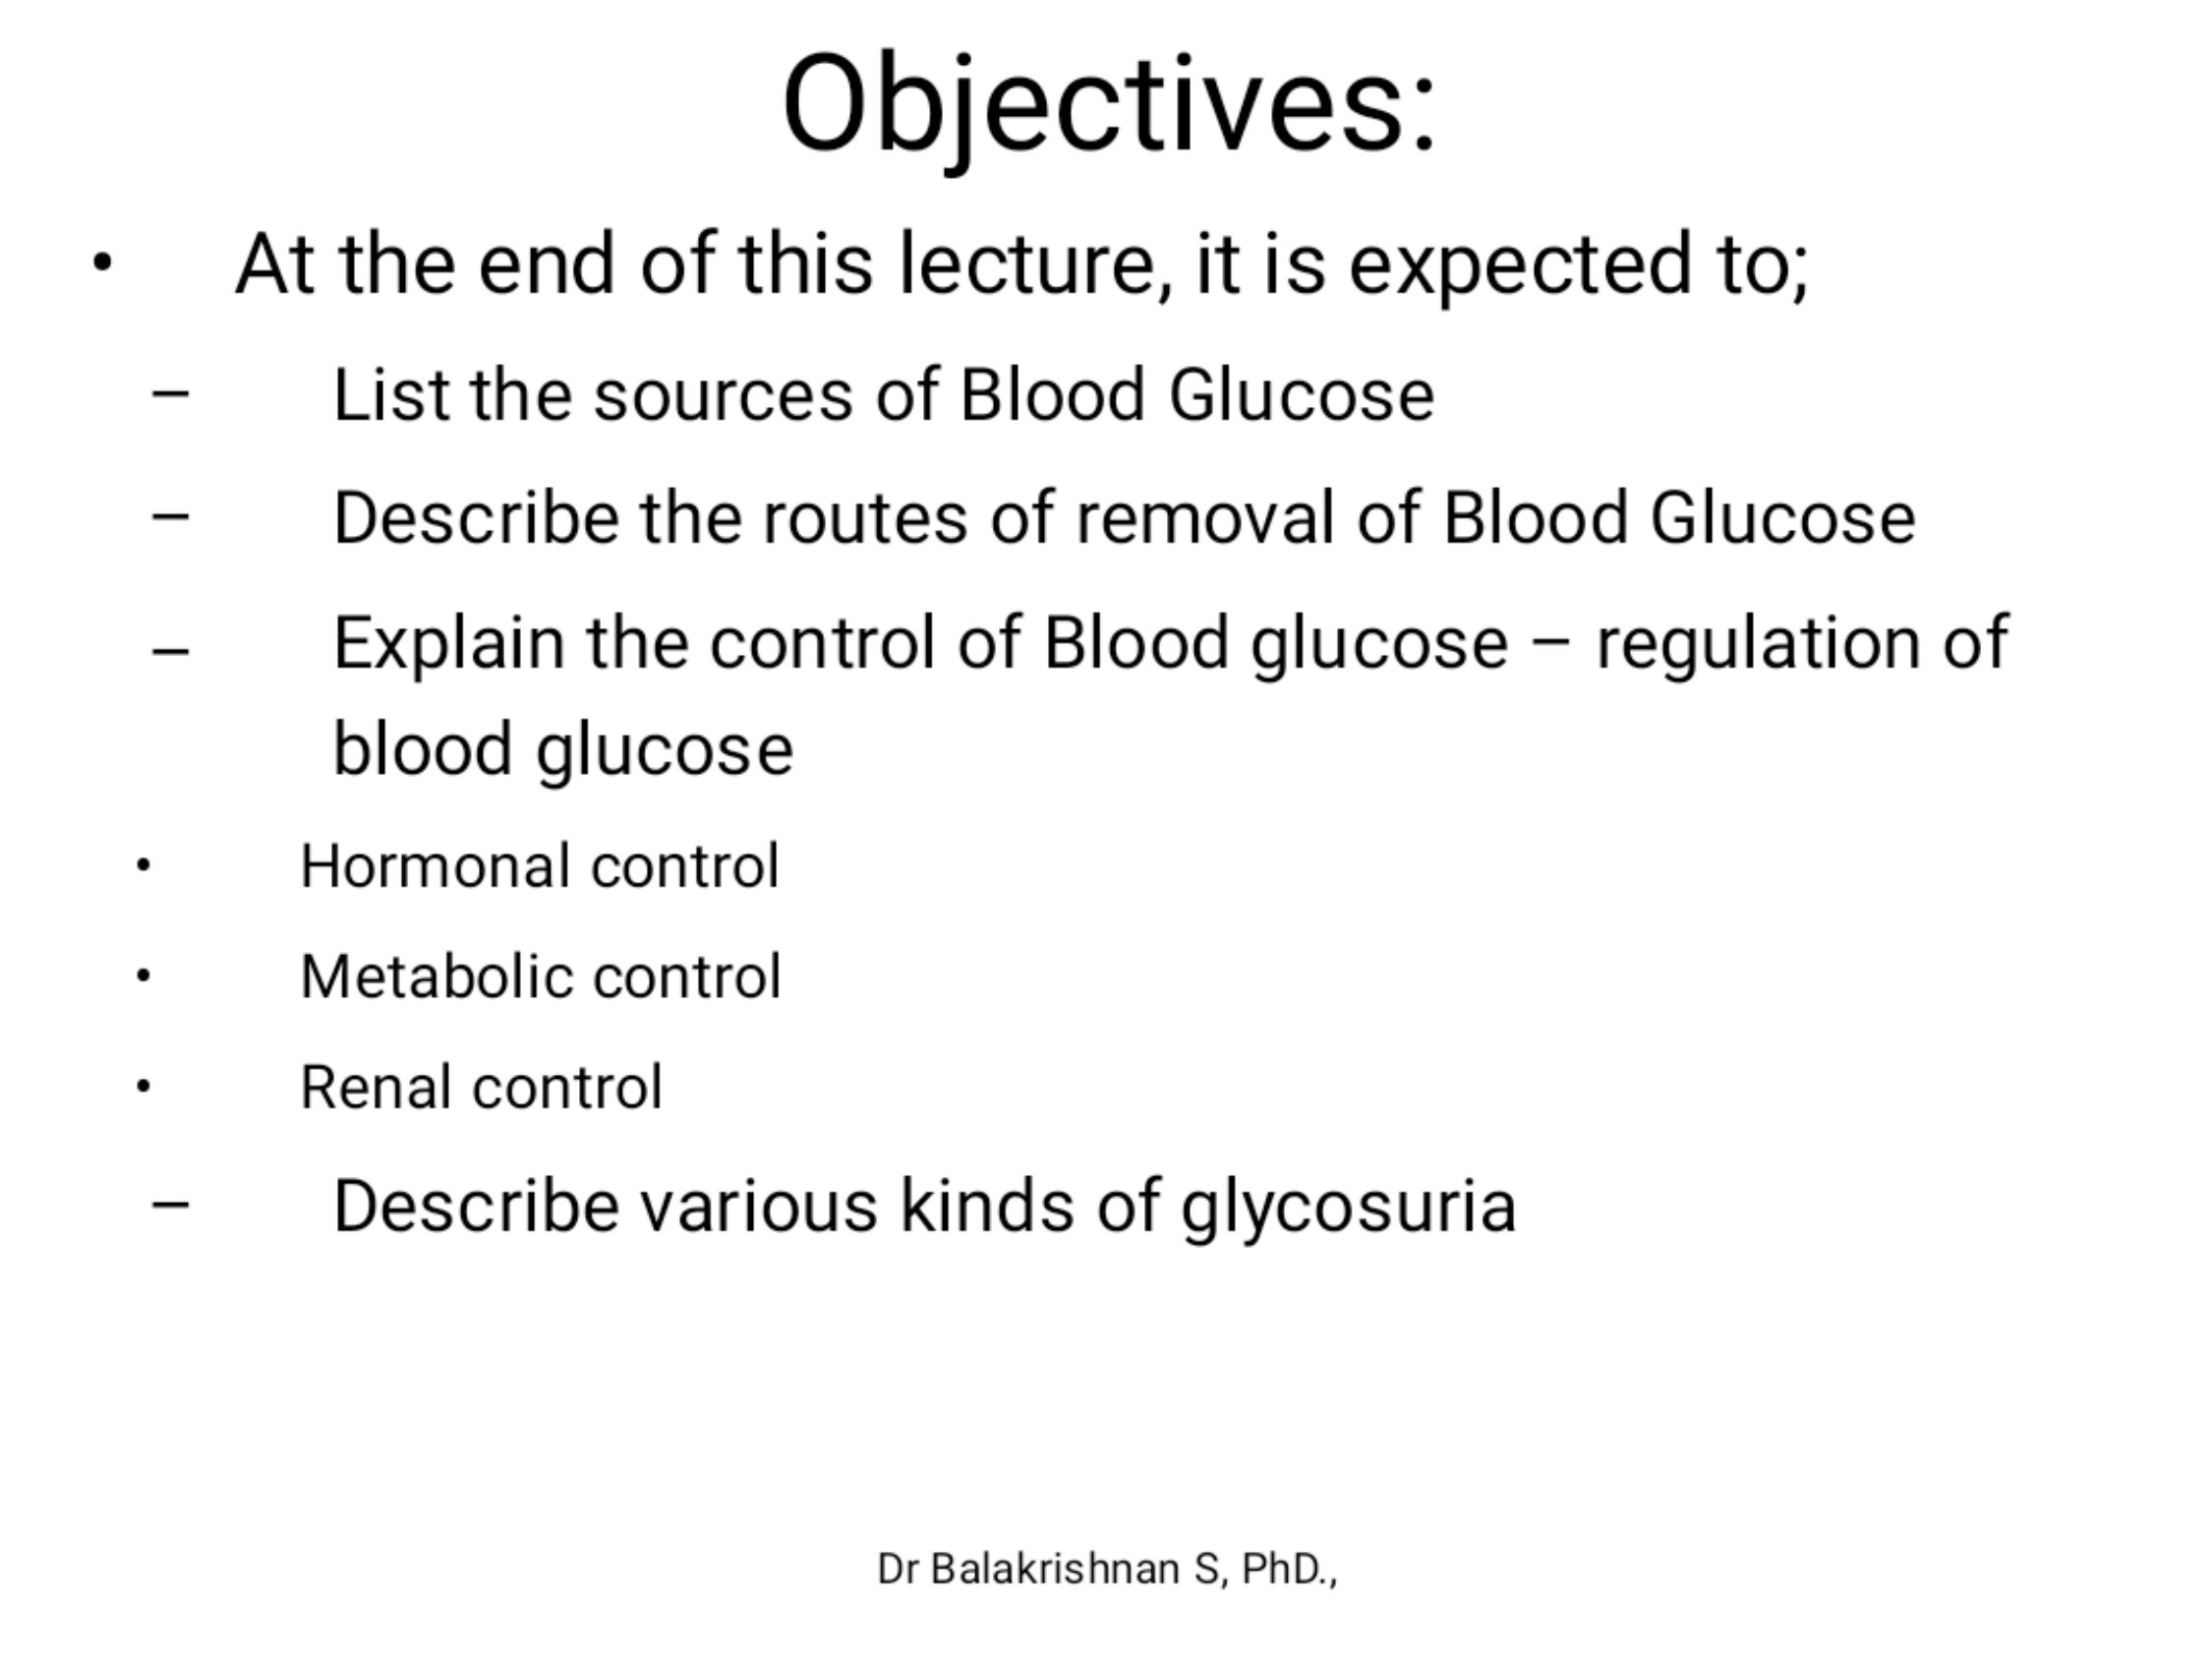 Objectives:
• At the end of this lecture, it is expected to;
– List the sources of Blood Glucose
– Describe the routes of removal of Blood Glucose
– Explain the control of Blood glucose – regulation of
blood glucose
• Hormonal control
• Metabolic control
• Renal control
– Describe various kinds of glycosuria
Dr Balakrishnan S, PhD.,